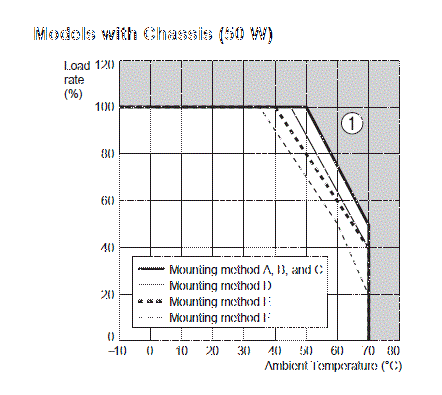 Models with Chassis (50 W)
Load rate (%)
120
100
80
60
40
20
0
①
Mounting method A, B, and C
Mounting method D
Mounting method E
Mounting method F
−10 0 10 20 30 40 50 60 70 80
Ambient Temperature (°C)